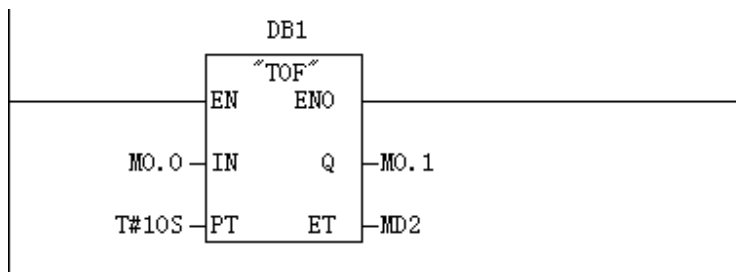 DB1
"TOF"
EN ENO
M0.0 IN Q M0.1
T#10S PT ET MD2